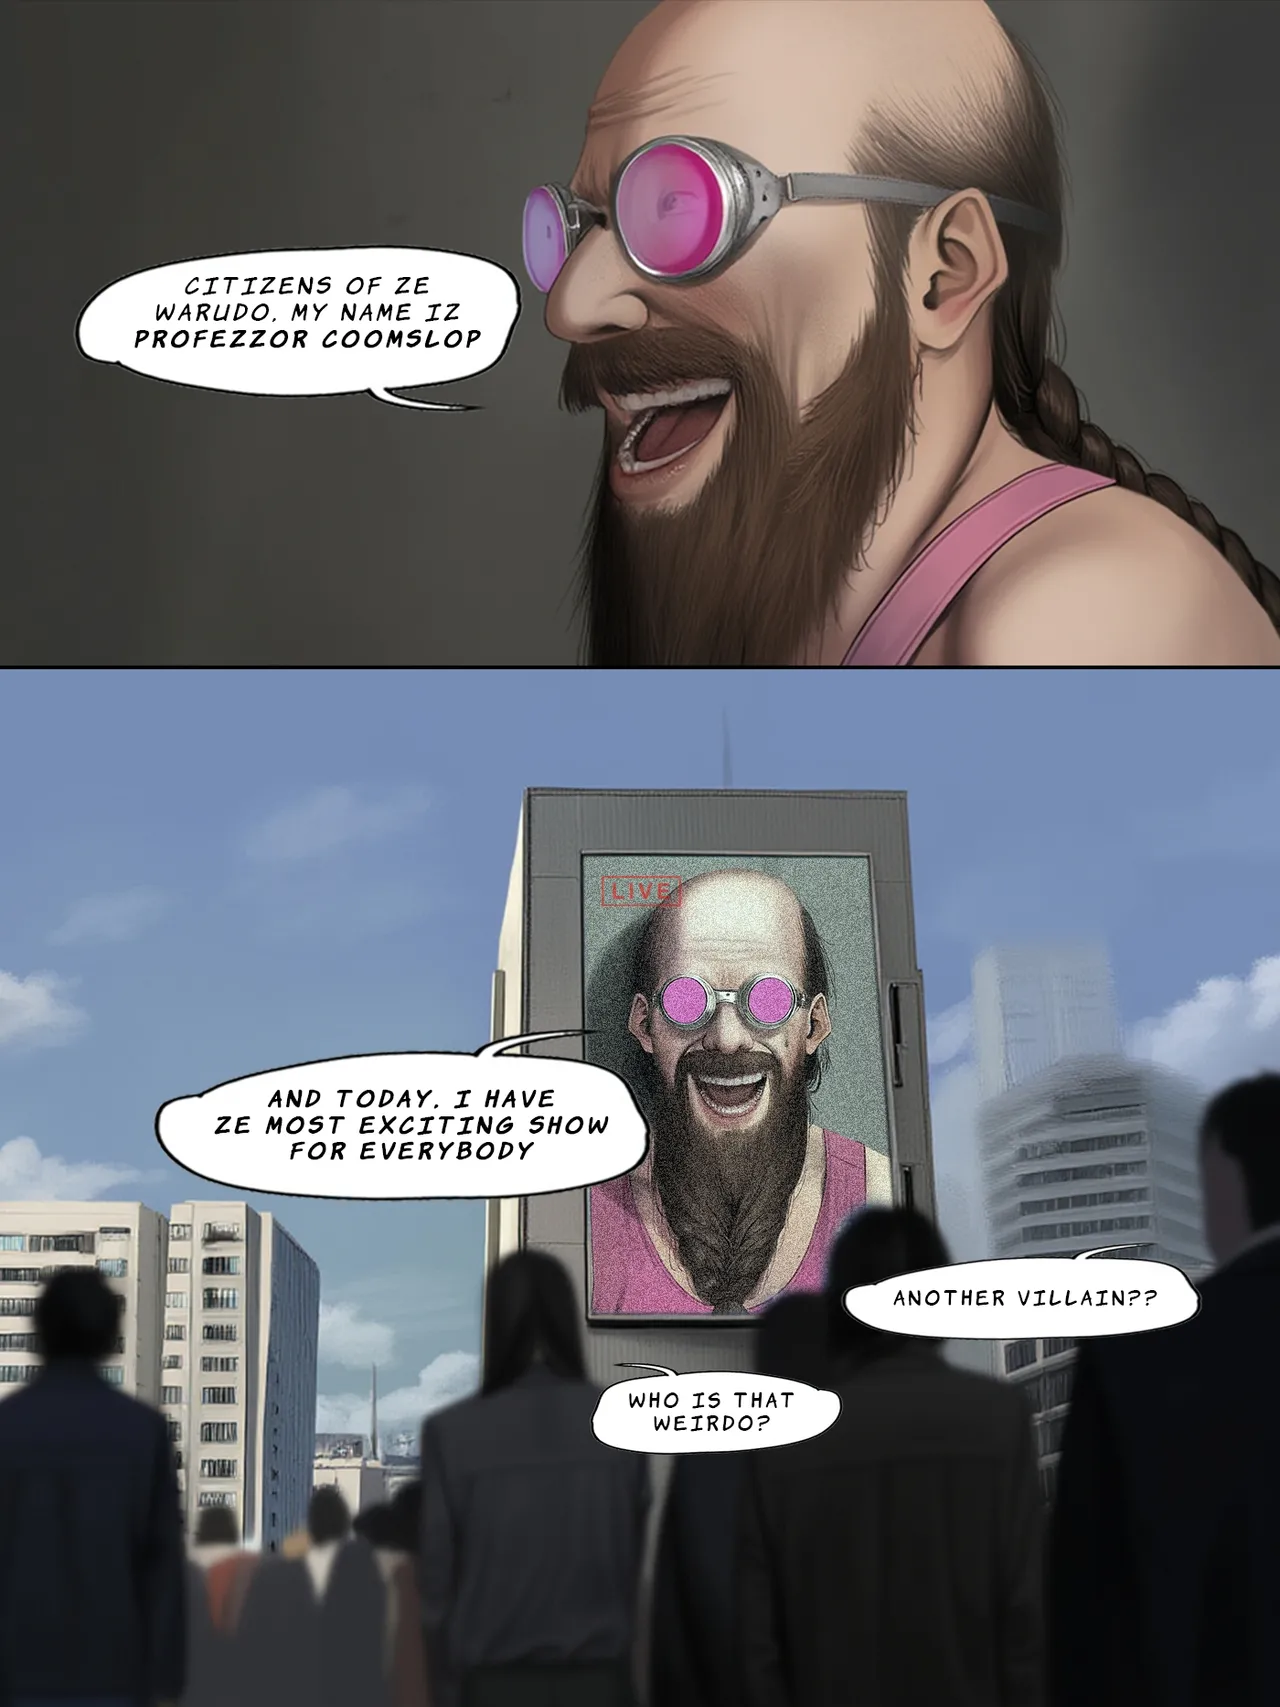 CITIZENS OF ZE
WARUDO. MY NAME IZ
PROFEZZOR COOMSLOP
LIVE
AND TODAY. I HAVE
ZE MOST EXCITING SHOW
FOR EVERYBODY
ANOTHER VILLAIN??
WHO IS THAT
WEIRDO?